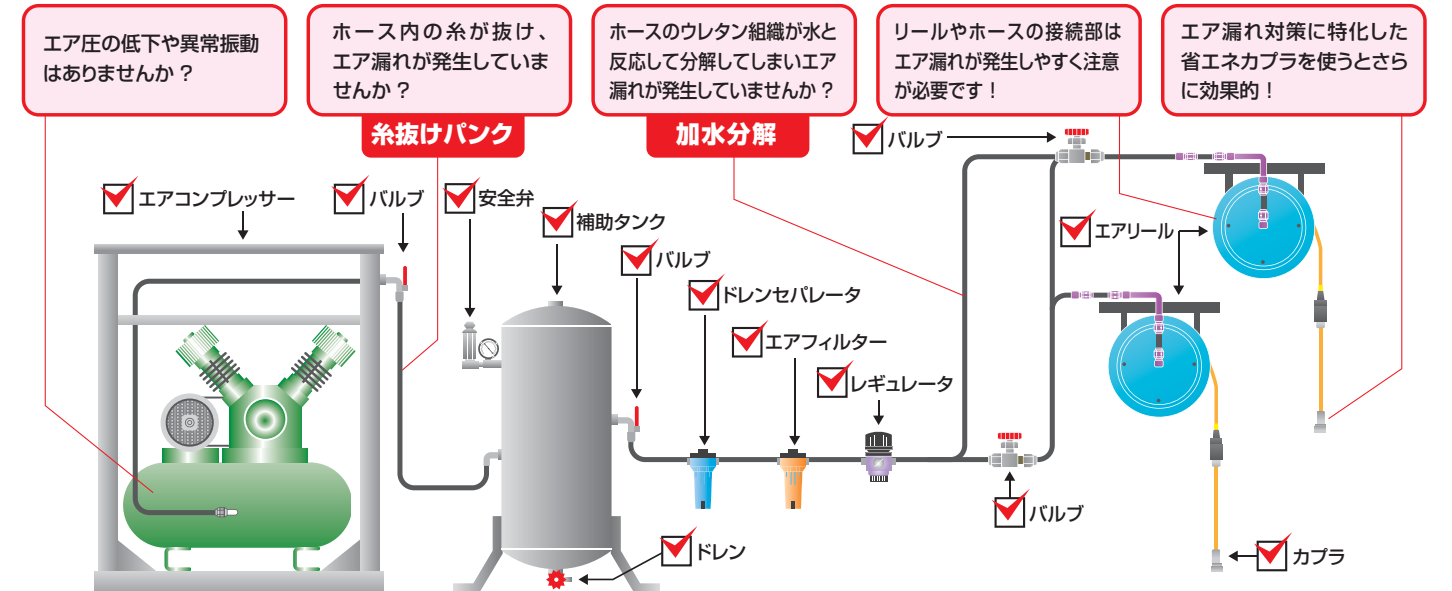 エア圧の低下や異常振動
はありませんか？
ホース内の糸が抜け、
エア漏れが発生していま
せんか？
糸抜けパンク
ホースのウレタン組織が水と
反応して分解してしまいエア
漏れが発生していませんか？
加水分解
リールやホースの接続部は
エア漏れが発生しやすく注意
が必要です！
エア漏れ対策に特化した
省エネカプラを使うとさら
に効果的！
バルブ
エアコンプレッサー
バルブ
安全弁
補助タンク
バルブ
エアリール
ドレンセパレータ
エアフィルター
レギュレータ
バルブ
ドレン
カプラ